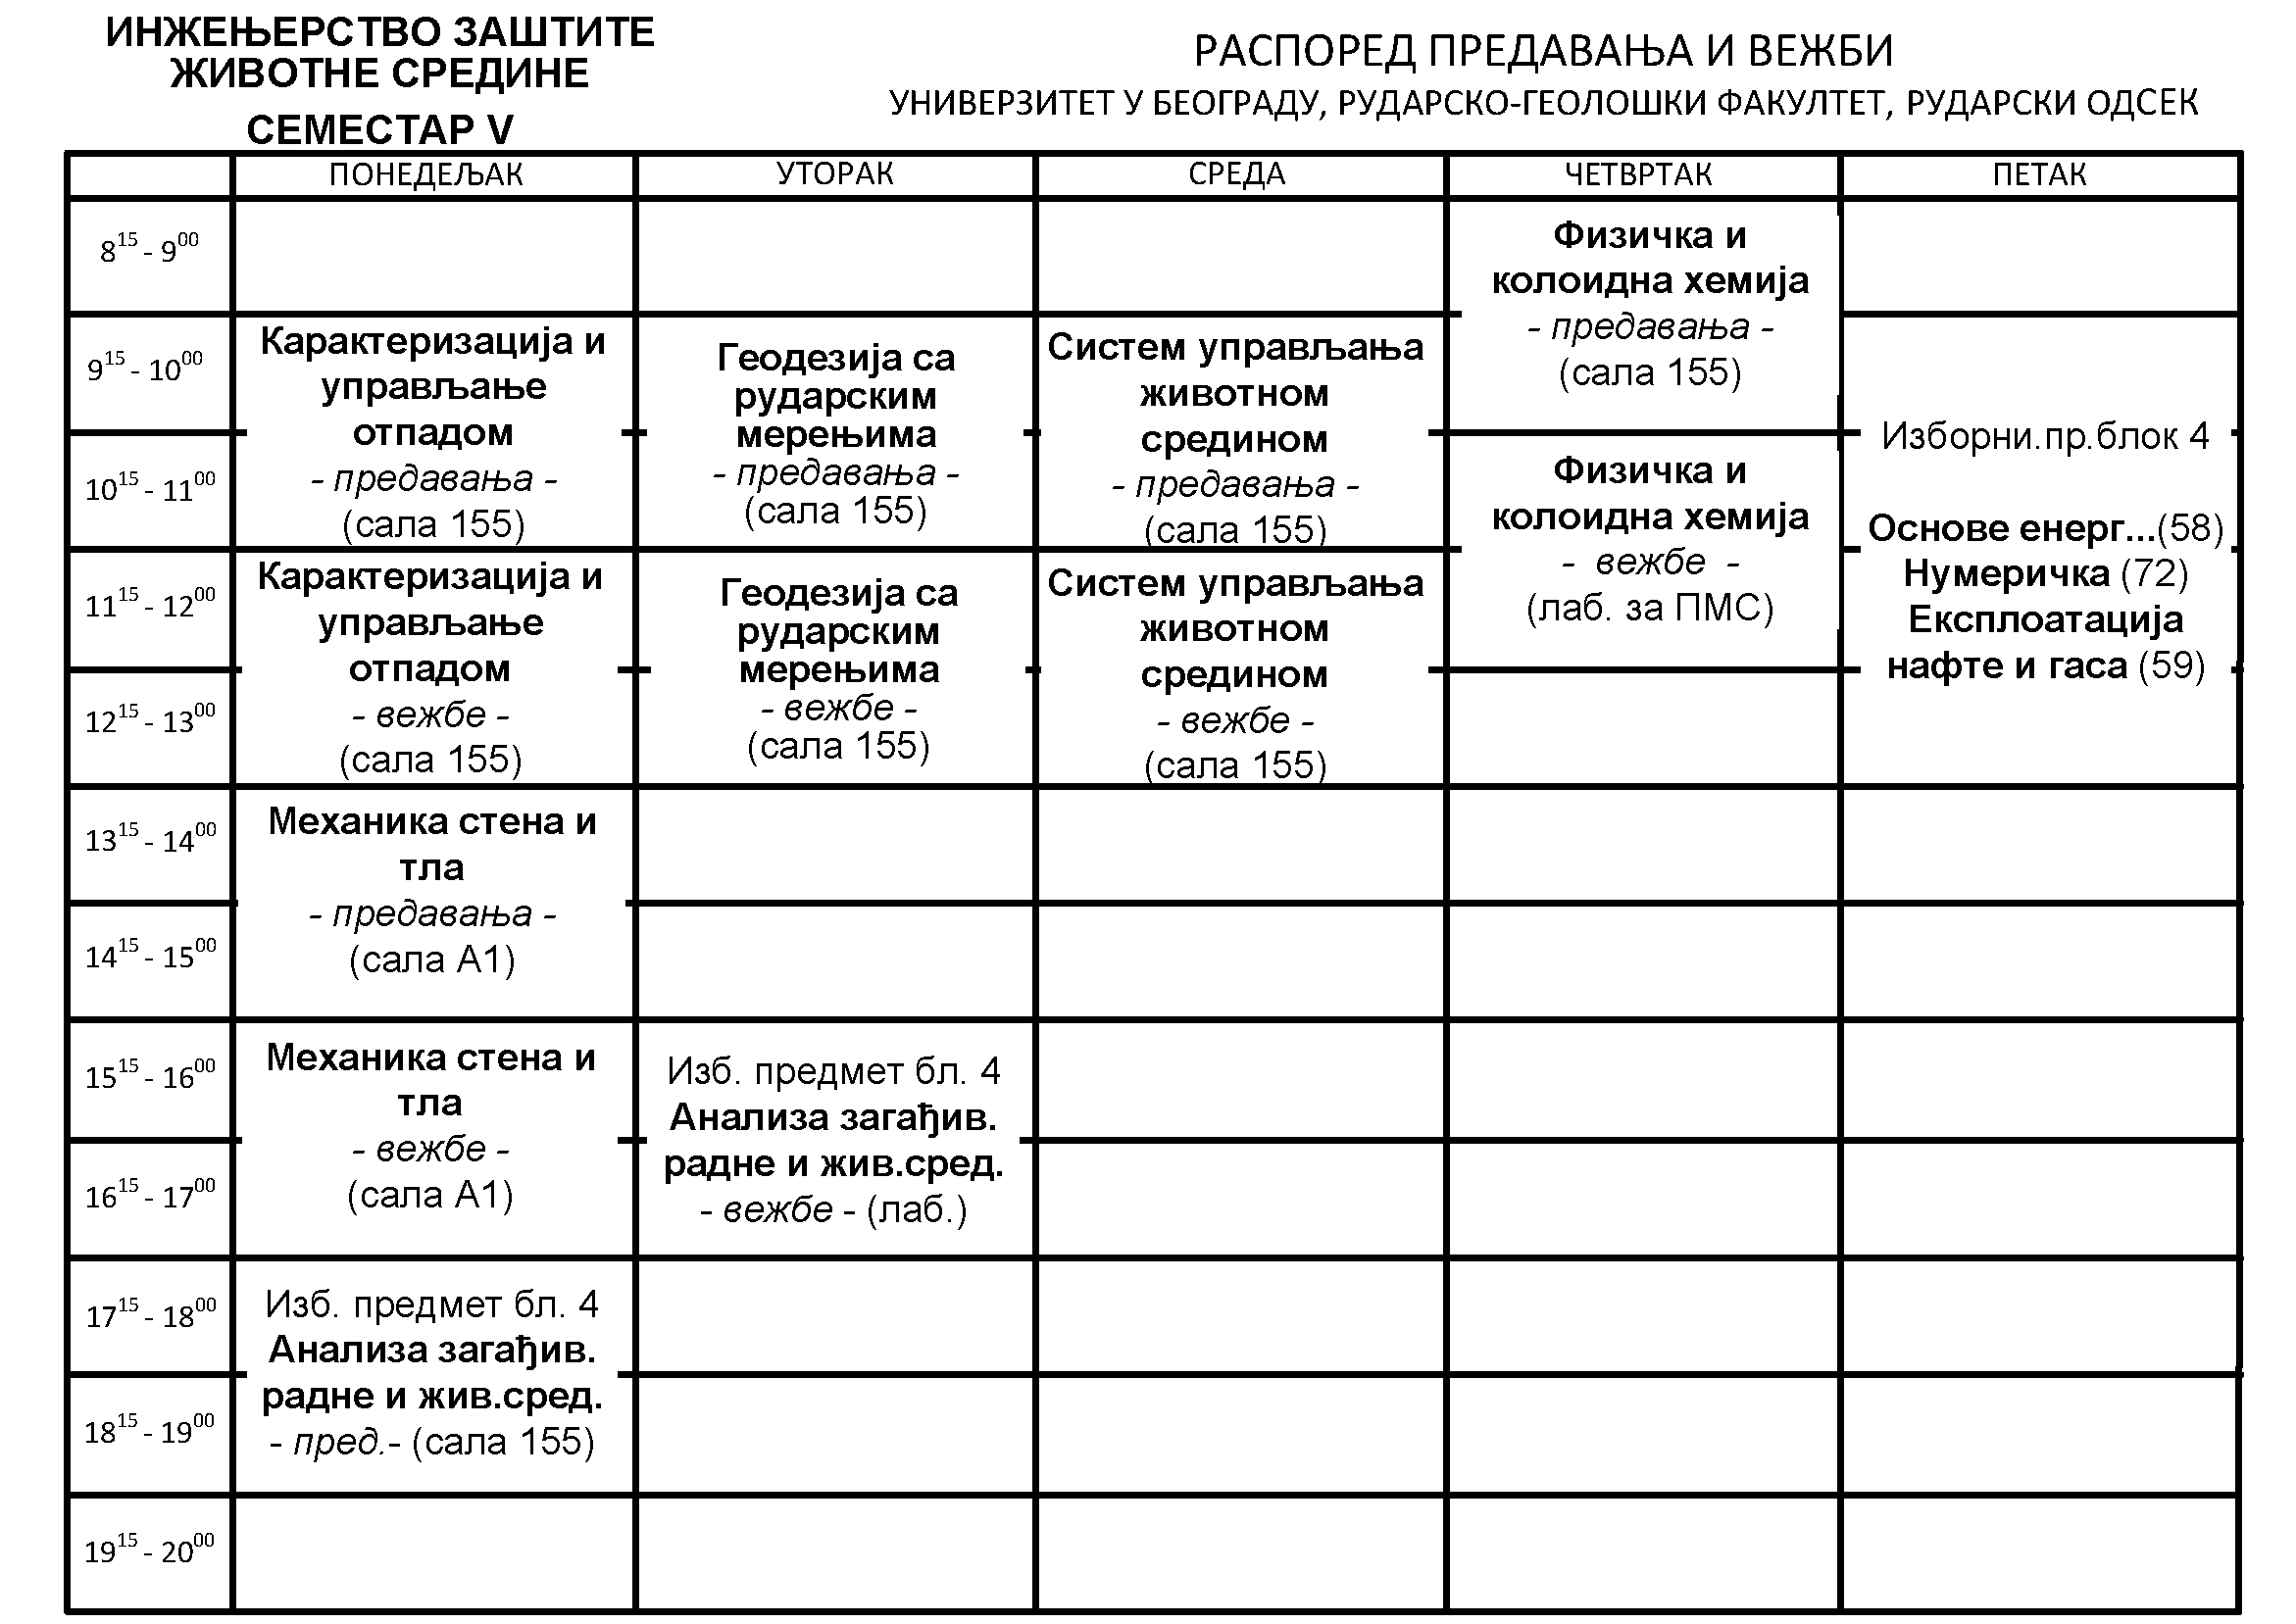 ИНЖЕЊЕРСТВО ЗАШТИТЕ
ЖИВОТНЕ СРЕДИНЕ
СЕМЕСТАР V
РАСПОРЕД ПРЕДАВАЊА И ВЕЖБИ
УНИВЕРЗИТЕТ У БЕОГРАДУ, РУДАРСКО-ГЕОЛОШКИ ФАКУЛТЕТ, РУДАРСКИ ОДСЕК
ПОНЕДЕЉАК УТОРАК СРЕДА ЧЕТВРТАК ПЕТАК
8¹⁵ - 9⁰⁰
Физичка и
колоидна хемија
- предавања -
(сала 155)
9¹⁵ - 10⁰⁰
10¹⁵ - 11⁰⁰
Карактеризација и
управљање
отпадом
- предавања -
(сала 155)
Геодезија са
рударским
мерењима
- предавања -
(сала 155)
Систем управљања
животном
средином
- предавања -
(сала 155)
Физичка и
колоидна хемија
- вежбе -
(лаб. за ПМС)
Изборни.пр.блок 4
Основе енерг...(58)
Нумеричка (72)
Експлоатација
нафте и гаса (59)
11¹⁵ - 12⁰⁰
12¹⁵ - 13⁰⁰
Карактеризација и
управљање
отпадом
- вежбе -
(сала 155)
Геодезија са
рударским
мерењима
- вежбе -
(сала 155)
Систем управљања
животном
средином
- вежбе -
(сала 155)
13¹⁵ - 14⁰⁰
14¹⁵ - 15⁰⁰
Механика стена и
тла
- предавања -
(сала А1)
15¹⁵ - 16⁰⁰
16¹⁵ - 17⁰⁰
Механика стена и
тла
- вежбе -
(сала А1)
Изб. предмет бл. 4
Анализа загађив.
радне и жив.сред.
- вежбе - (лаб.)
17¹⁵ - 18⁰⁰
18¹⁵ - 19⁰⁰
Изб. предмет бл. 4
Анализа загађив.
радне и жив.сред.
- пред.- (сала 155)
19¹⁵ - 20⁰⁰